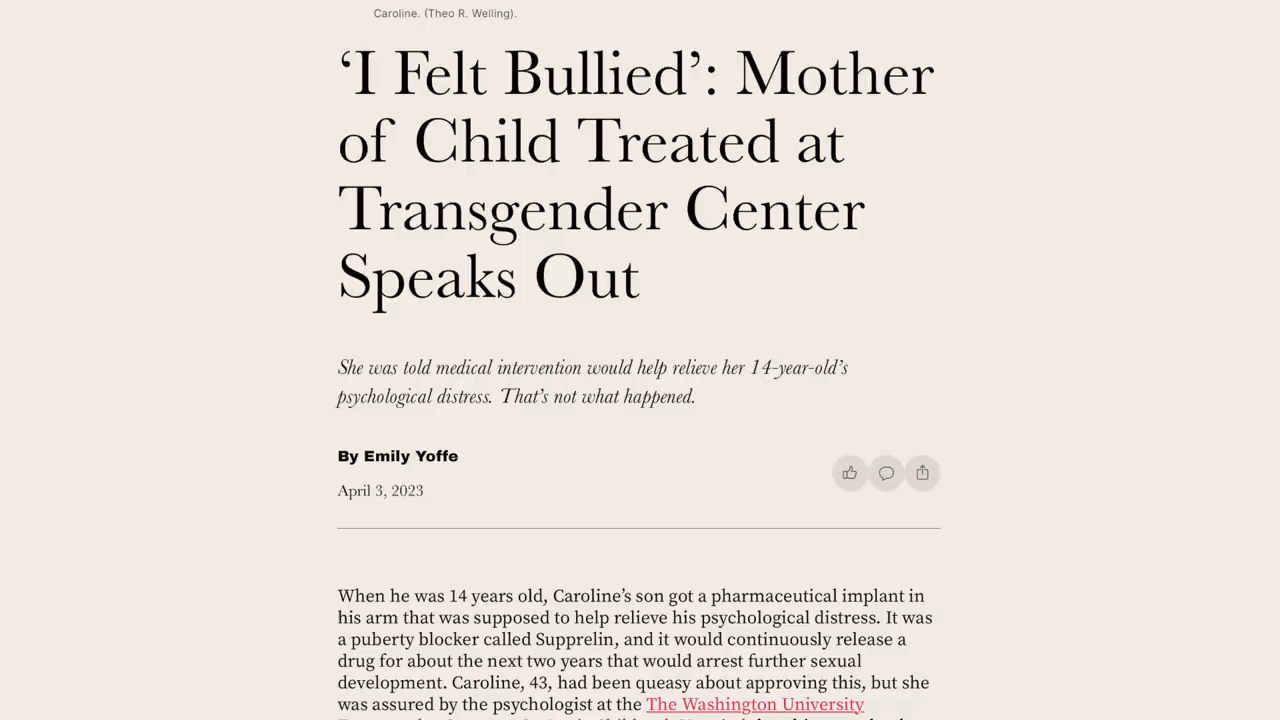 Caroline. (Theo R. Welling).
‘I Felt Bullied’: Mother
of Child Treated at
Transgender Center
Speaks Out
She was told medical intervention would help relieve her 14-year-old’s
psychological distress. That’s not what happened.
By Emily Yoffe
April 3, 2023
When he was 14 years old, Caroline’s son got a pharmaceutical implant in
his arm that was supposed to help relieve his psychological distress. It was
a puberty blocker called Supprelin, and it would continuously release a
drug for about the next two years that would arrest further sexual
development. Caroline, 43, had been queasy about approving this, but she
was assured by the psychologist at the The Washington University